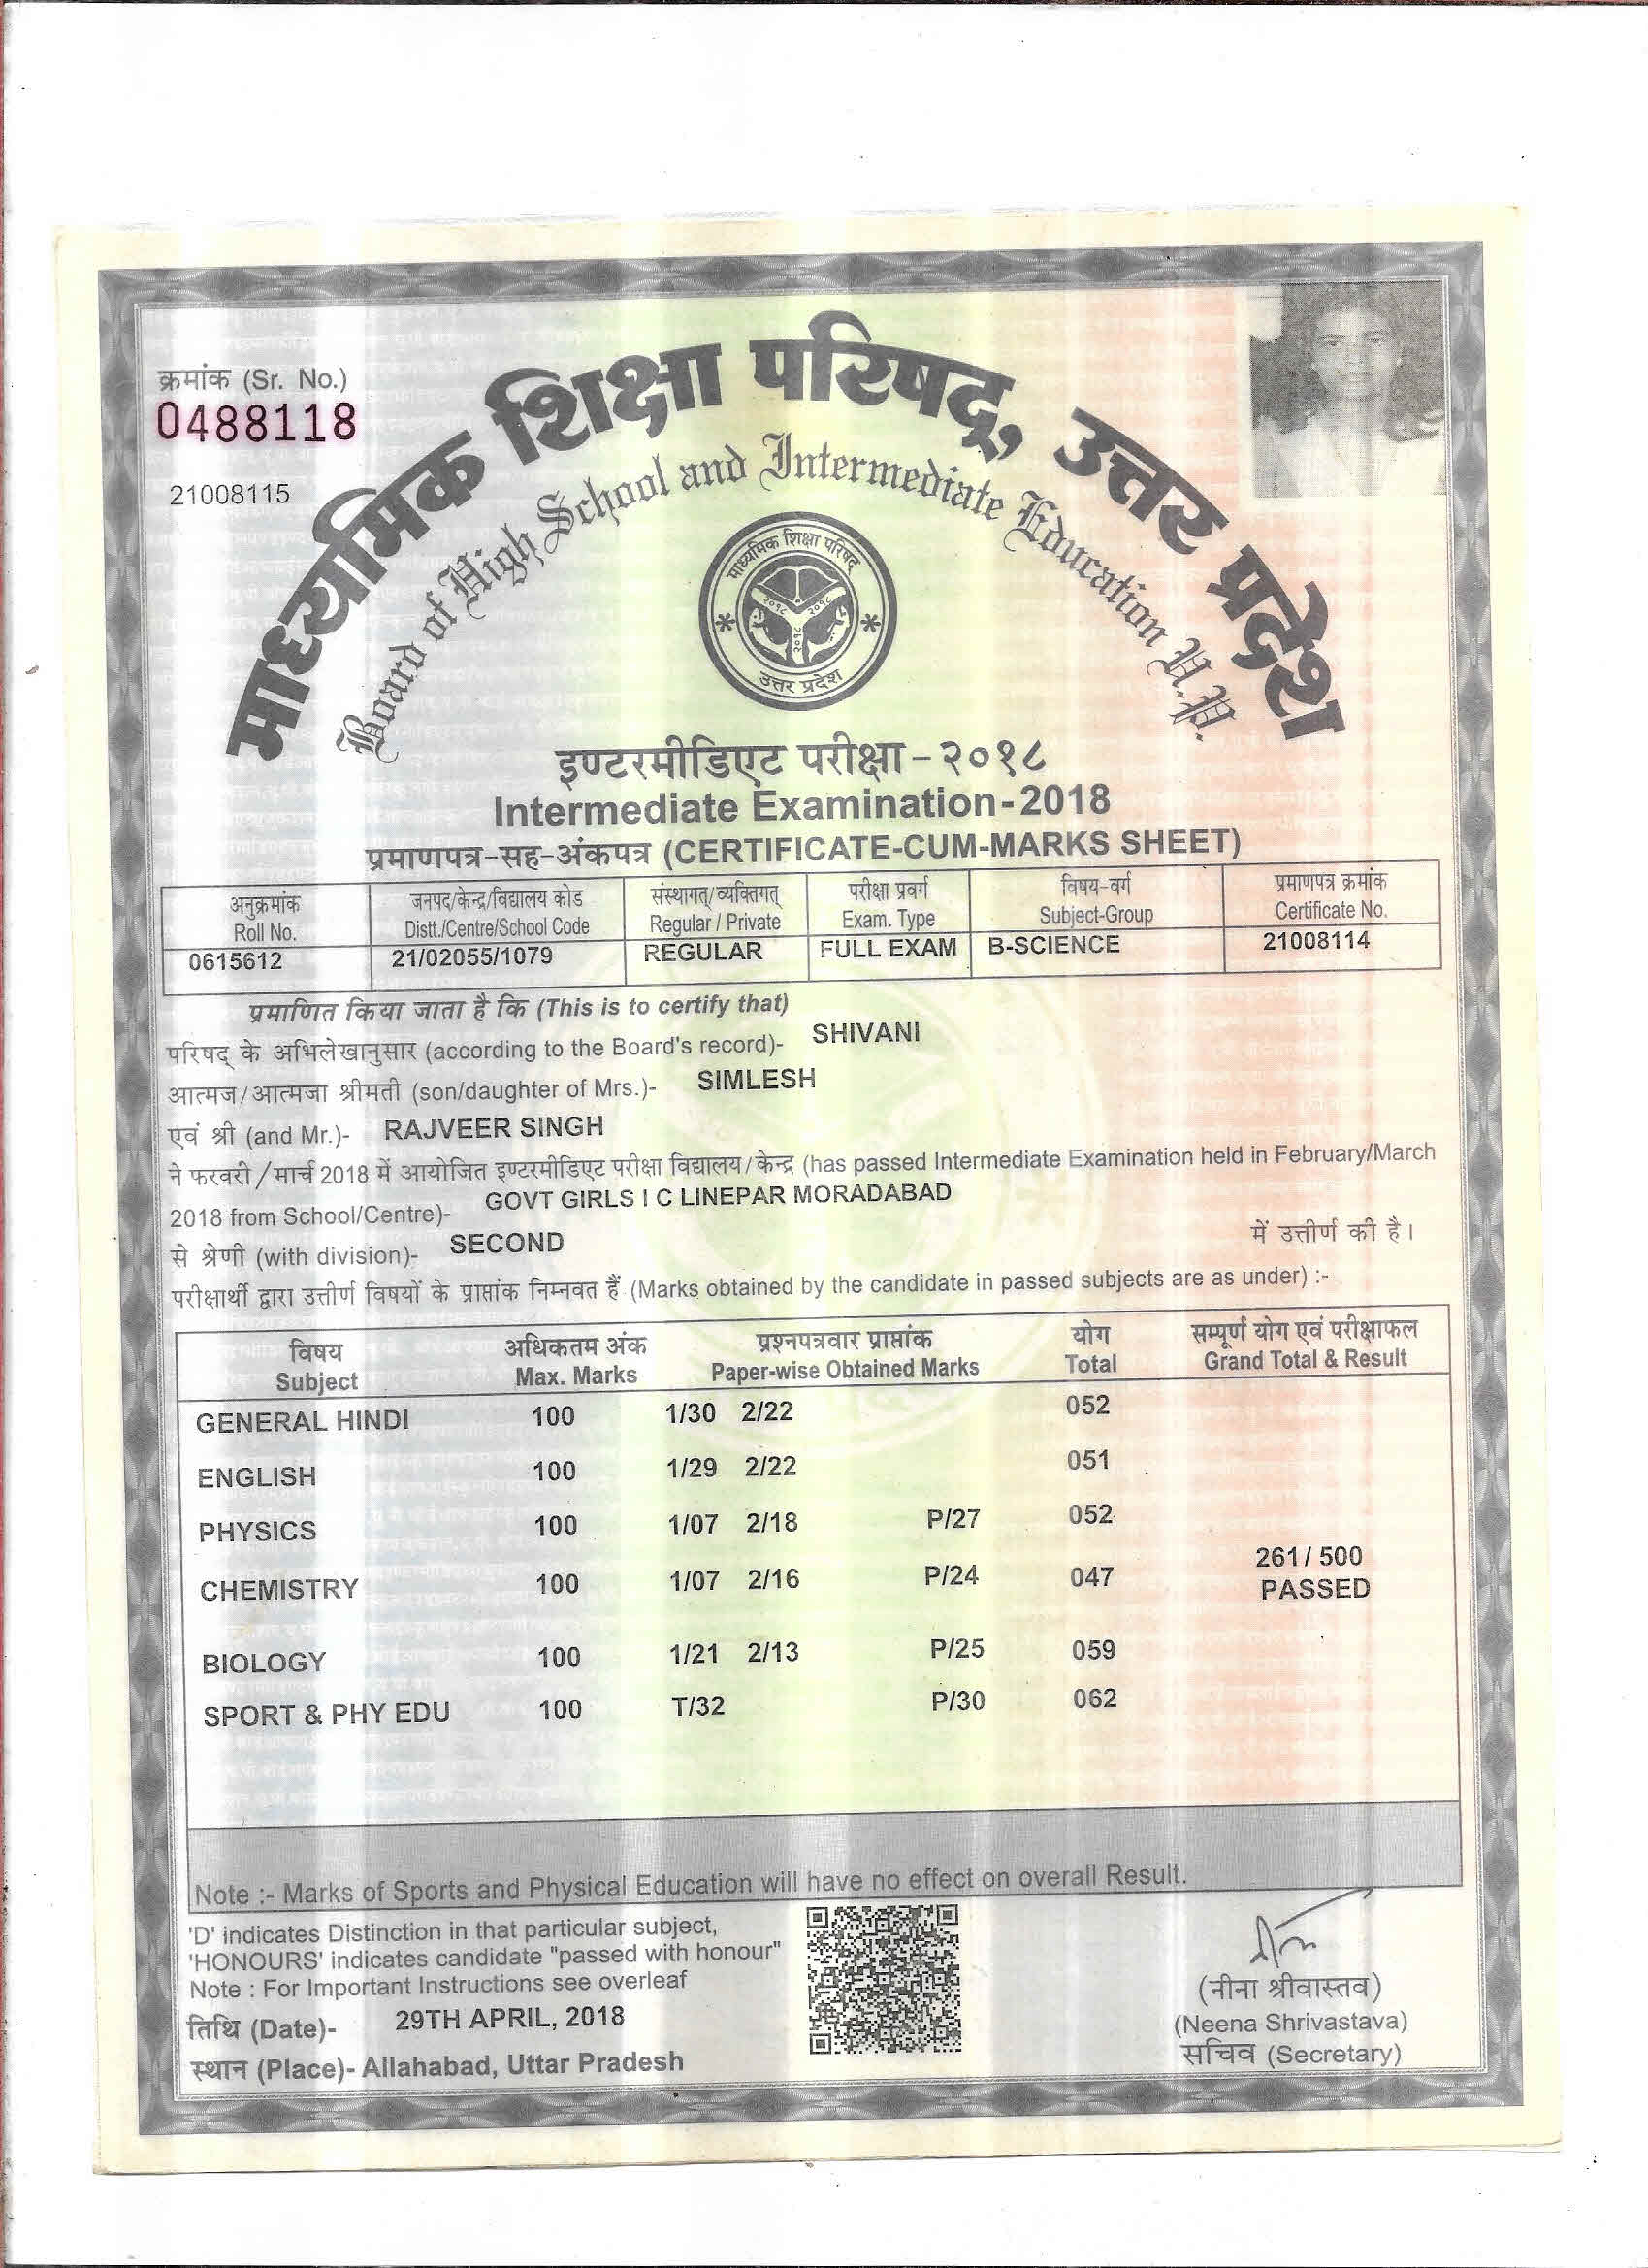 क्रमांक (Sr. No.)
0488118
21008115
माध्यमिक शिक्षा परिषद्, उत्तर प्रदेश
Board of High School and Intermediate Education U.P.
माध्यमिक शिक्षा परिषद्
२०१८ २०१८
२०१८
उत्तर प्रदेश
इण्टरमीडिएट परीक्षा - २०१८
Intermediate Examination - 2018
प्रमाणपत्र-सह-अंकपत्र (CERTIFICATE-CUM-MARKS SHEET)
अनुक्रमांक जनपद/केन्द्र/विद्यालय कोड संस्थागत्/व्यक्तिगत् परीक्षा प्रवर्ग विषय-वर्ग प्रमाणपत्र क्रमांक
Roll No. Distt./Centre/School Code Regular / Private Exam. Type Subject-Group Certificate No.
0615612 21/02055/1079 REGULAR FULL EXAM B-SCIENCE 21008114
प्रमाणित किया जाता है कि (This is to certify that)
परिषद् के अभिलेखानुसार (according to the Board's record)- SHIVANI
आत्मज/आत्मजा श्रीमती (son/daughter of Mrs.)- SIMLESH
एवं श्री (and Mr.)- RAJVEER SINGH
ने फरवरी/मार्च 2018 में आयोजित इण्टरमीडिएट परीक्षा विद्यालय/केन्द्र (has passed Intermediate Examination held in February/March
2018 from School/Centre)- GOVT GIRLS I C LINEPAR MORADABAD
से श्रेणी (with division)- SECOND में उत्तीर्ण की है।
परीक्षार्थी द्वारा उत्तीर्ण विषयों के प्राप्तांक निम्नवत हैं (Marks obtained by the candidate in passed subjects are as under) :-
विषय अधिकतम अंक प्रश्नपत्रवार प्राप्तांक योग सम्पूर्ण योग एवं परीक्षाफल
Subject Max. Marks Paper-wise Obtained Marks Total Grand Total & Result
GENERAL HINDI 100 1/30 2/22 052
ENGLISH 100 1/29 2/22 051
PHYSICS 100 1/07 2/18 P/27 052
261 / 500
CHEMISTRY 100 1/07 2/16 P/24 047 PASSED
BIOLOGY 100 1/21 2/13 P/25 059
SPORT & PHY EDU 100 T/32 P/30 062
Note :- Marks of Sports and Physical Education will have no effect on overall Result.
'D' indicates Distinction in that particular subject,
'HONOURS' indicates candidate "passed with honour"
Note : For Important Instructions see overleaf
तिथि (Date)- 29TH APRIL, 2018
स्थान (Place)- Allahabad, Uttar Pradesh
(नीना श्रीवास्तव)
(Neena Shrivastava)
सचिव (Secretary)